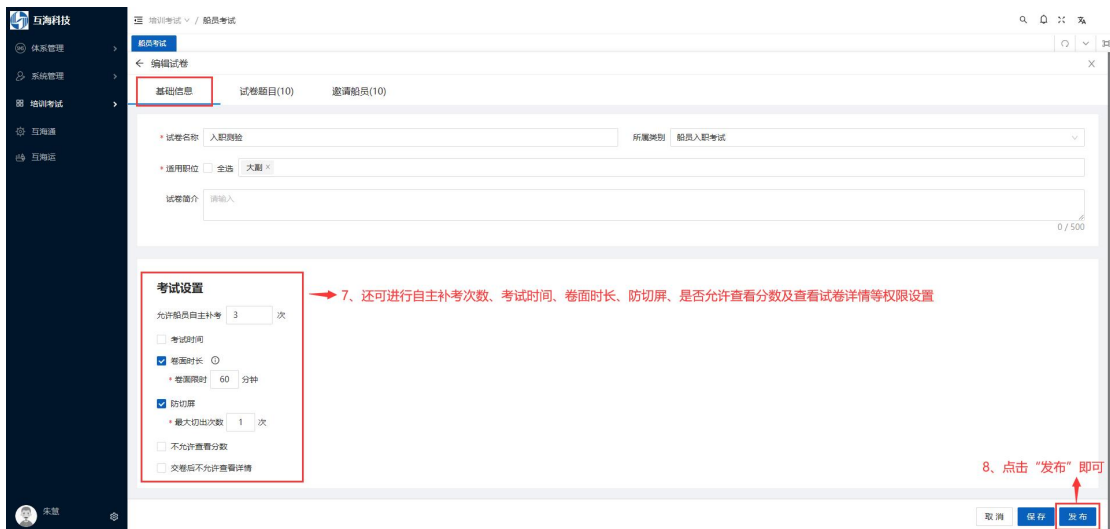 互海科技
培训考试 / 船员考试
体系管理
系统管理
培训考试
互海通
互海运
船员考试
← 编辑试卷
基础信息 试卷题目(10) 邀请船员(10)
* 试卷名称 入职测验 所属类别 船员入职考试
* 适用职位 全选 大副 ×
试卷简介 请输入
0 / 500
考试设置
7、还可进行自主补考次数、考试时间、卷面时长、防切屏、是否允许查看分数及查看试卷详情等权限设置
允许船员自主补考 3 次
考试时间
卷面时长
* 卷面限时 60 分钟
防切屏
* 最大切出次数 1 次
不允许查看分数
交卷后不允许查看详情
8、点击“发布”即可
朱慧
取消 保存 发布